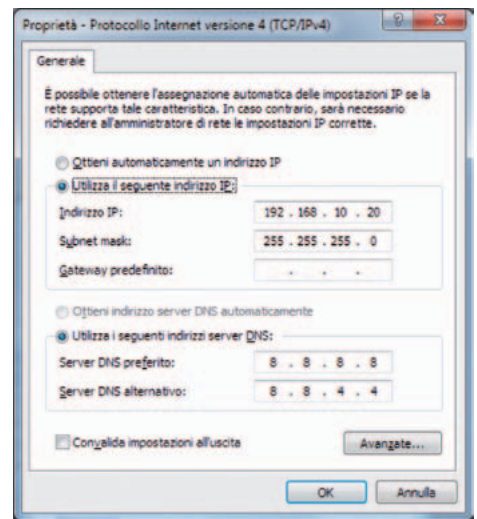 Proprietà - Protocollo Internet versione 4 (TCP/IPv4)
Generale
È possibile ottenere l'assegnazione automatica delle impostazioni IP se la
rete supporta tale caratteristica. In caso contrario, sarà necessario
richiedere all'amministratore di rete le impostazioni IP corrette.
Ottieni automaticamente un indirizzo IP
Utilizza il seguente indirizzo IP:
Indirizzo IP: 192 . 168 . 10 . 20
Subnet mask: 255 . 255 . 255 . 0
Gateway predefinito: . . .
Ottieni indirizzo server DNS automaticamente
Utilizza i seguenti indirizzi server DNS:
Server DNS preferito: 8 . 8 . 8 . 8
Server DNS alternativo: 8 . 8 . 4 . 4
Convalida impostazioni all'uscita
Avanzate...
OK Annulla